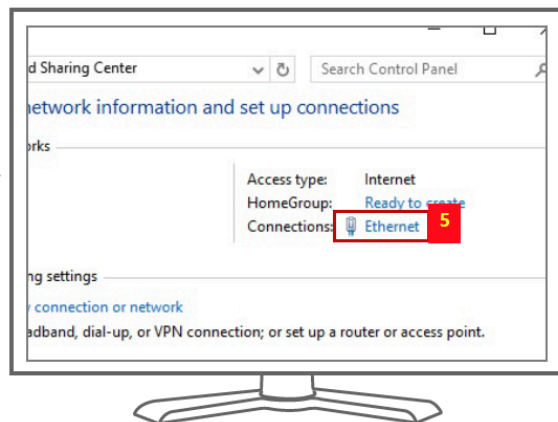 d Sharing Center
Search Control Panel
network information and set up connections
orks
Access type: Internet
HomeGroup: Ready to create
Connections: Ethernet
5
ng settings
connection or network
adband, dial-up, or VPN connection; or set up a router or access point.